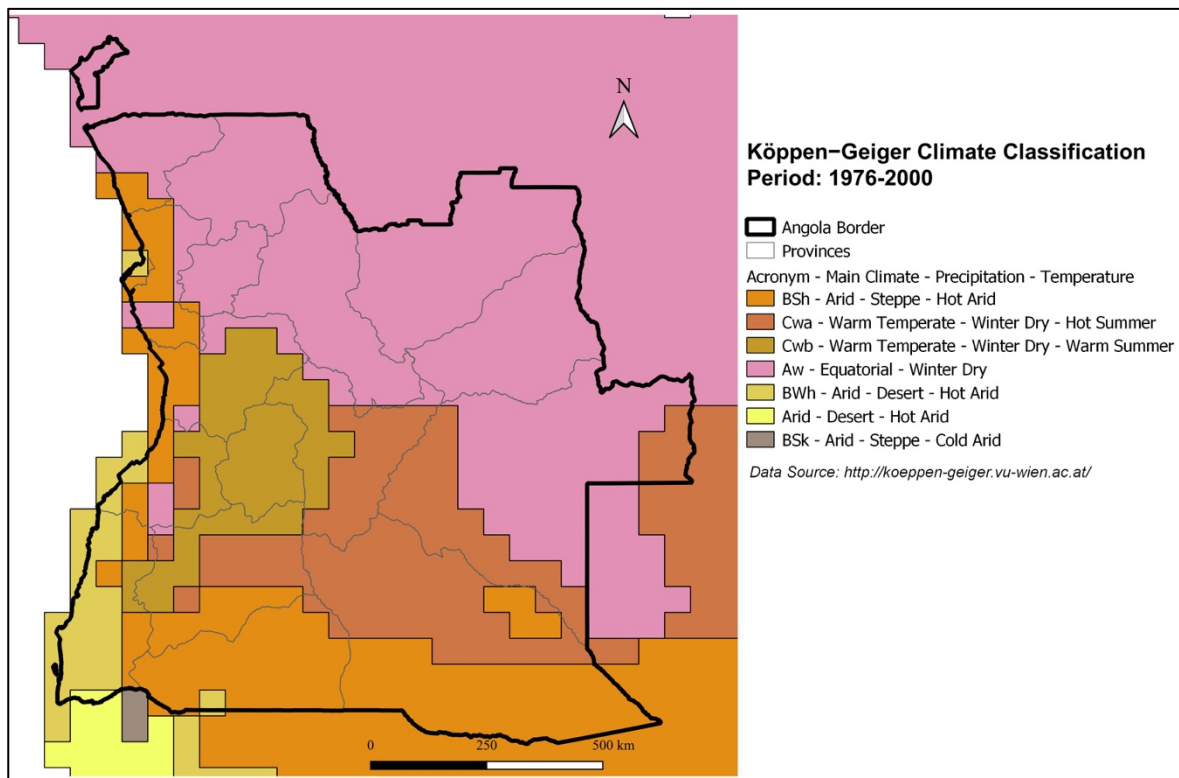 N
Köppen−Geiger Climate Classification
Period: 1976-2000
Angola Border
Provinces
Acronym - Main Climate - Precipitation - Temperature
BSh - Arid - Steppe - Hot Arid
Cwa - Warm Temperate - Winter Dry - Hot Summer
Cwb - Warm Temperate - Winter Dry - Warm Summer
Aw - Equatorial - Winter Dry
BWh - Arid - Desert - Hot Arid
Arid - Desert - Hot Arid
BSk - Arid - Steppe - Cold Arid
Data Source: http://koeppen-geiger.vu-wien.ac.at/
0 250 500 km